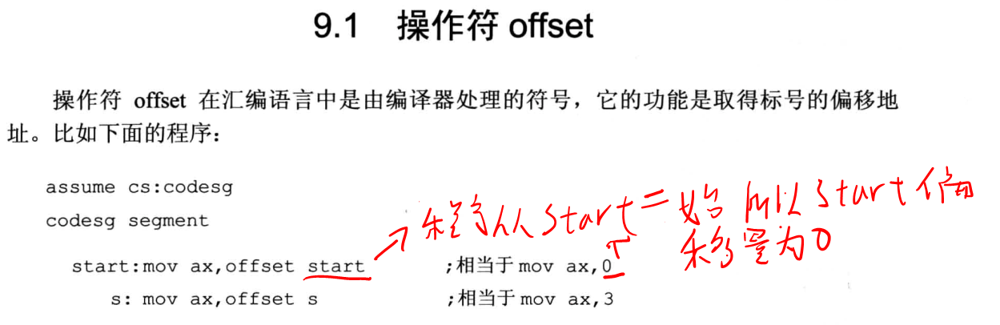 9.1 操作符 offset
操作符 offset 在汇编语言中是由编译器处理的符号，它的功能是取得标号的偏移地
址。比如下面的程序：
assume cs:codesg
codesg segment
程序从start开始 所以start偏
移量为0
start:mov ax,offset start ;相当于 mov ax,0
s: mov ax,offset s ;相当于 mov ax,3